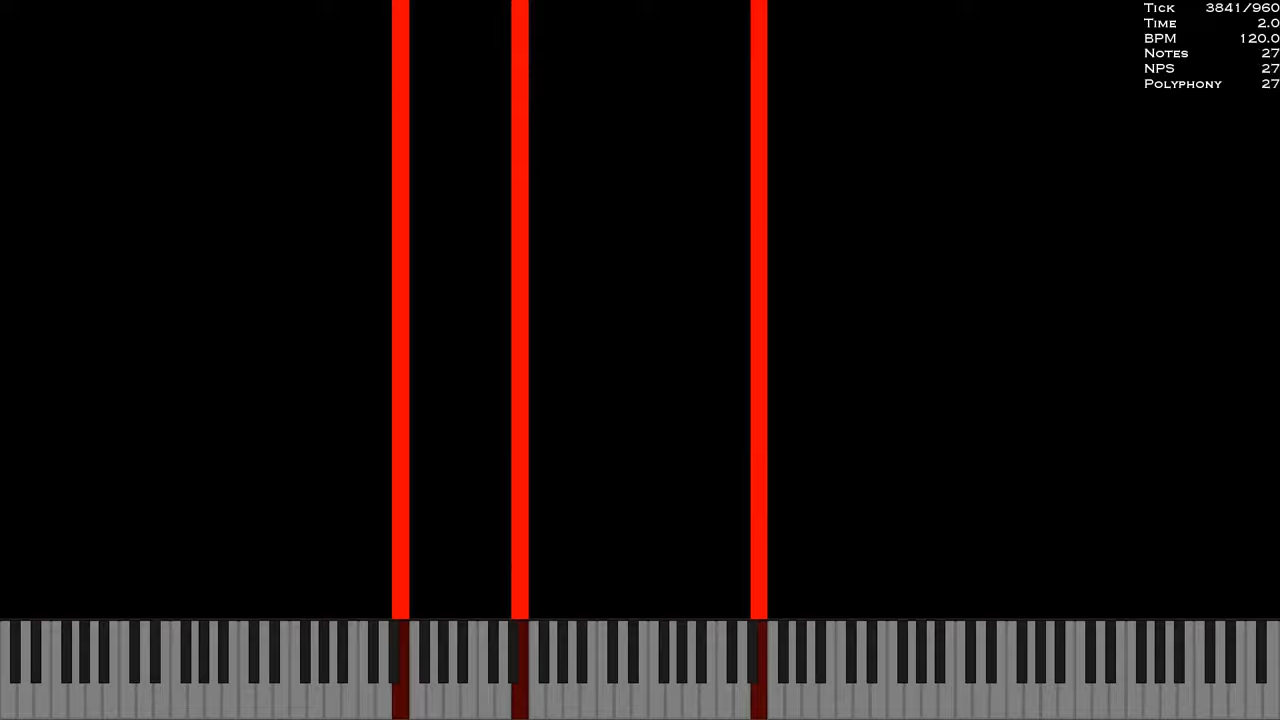 Tick 3841/960
Time 2.0
BPM 120.0
Notes 27
NPS 27
Polyphony 27